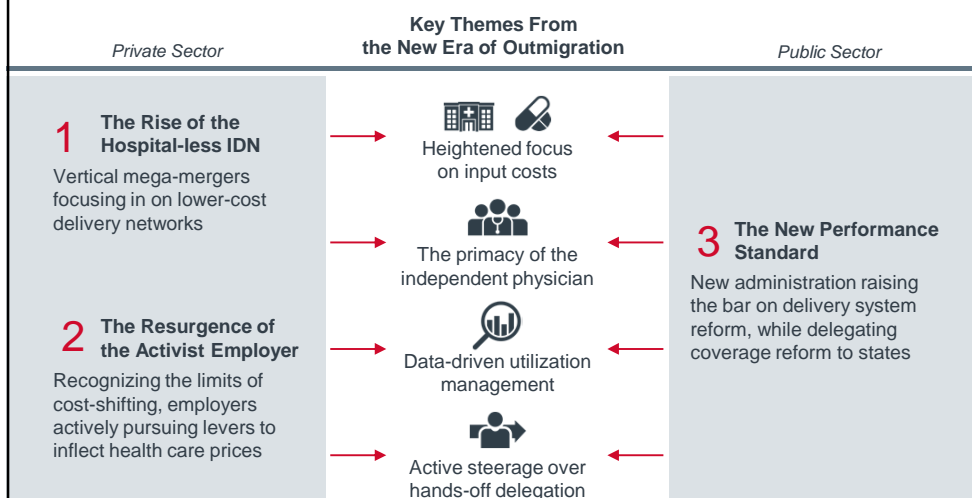 Key Themes From
the New Era of Outmigration
Private Sector
Public Sector
1
The Rise of the
Hospital-less IDN
Vertical mega-mergers
focusing in on lower-cost
delivery networks
2
The Resurgence of
the Activist Employer
Recognizing the limits of
cost-shifting, employers
actively pursuing levers to
inflect health care prices
Heightened focus
on input costs
The primacy of the
independent physician
Data-driven utilization
management
Active steerage over
hands-off delegation
3
The New Performance
Standard
New administration raising
the bar on delivery system
reform, while delegating
coverage reform to states